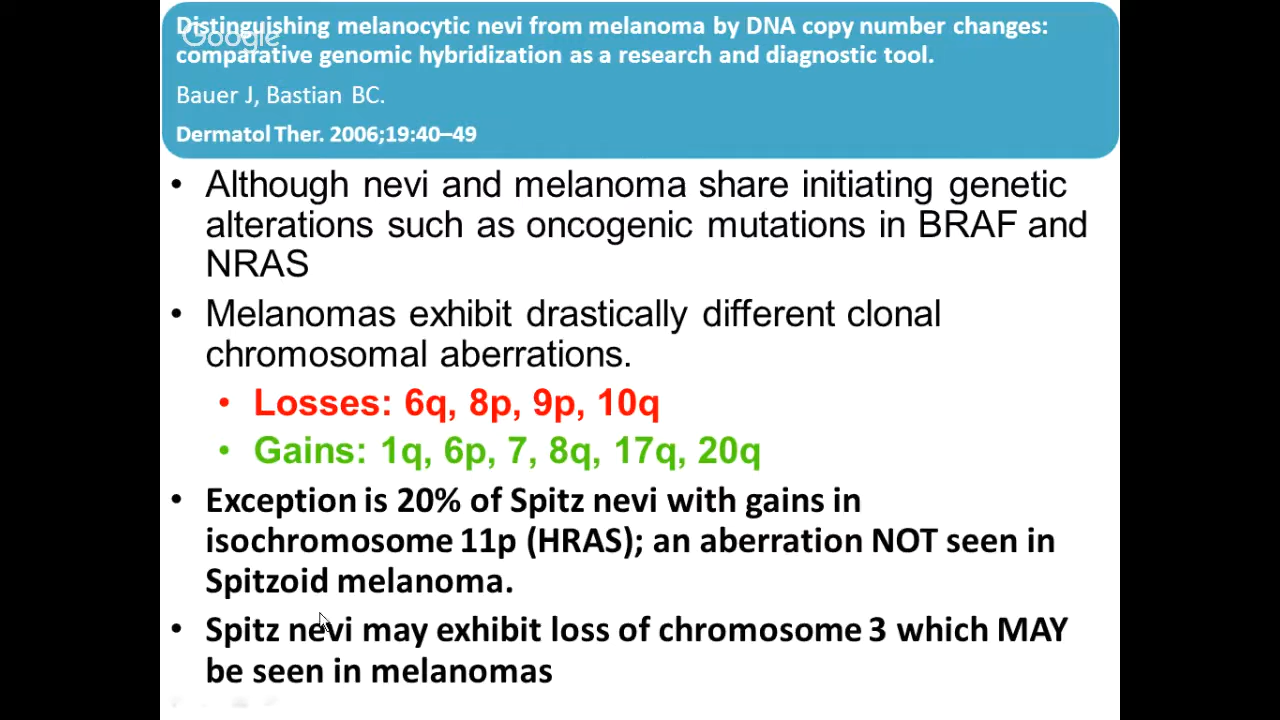 Distinguishing melanocytic nevi from melanoma by DNA copy number changes:
Google
comparative genomic hybridization as a research and diagnostic tool.
Bauer J, Bastian BC.
Dermatol Ther. 2006;19:40–49
• Although nevi and melanoma share initiating genetic
alterations such as oncogenic mutations in BRAF and
NRAS
• Melanomas exhibit drastically different clonal
chromosomal aberrations.
• Losses: 6q, 8p, 9p, 10q
• Gains: 1q, 6p, 7, 8q, 17q, 20q
• Exception is 20% of Spitz nevi with gains in
isochromosome 11p (HRAS); an aberration NOT seen in
Spitzoid melanoma.
• Spitz nevi may exhibit loss of chromosome 3 which MAY
be seen in melanomas